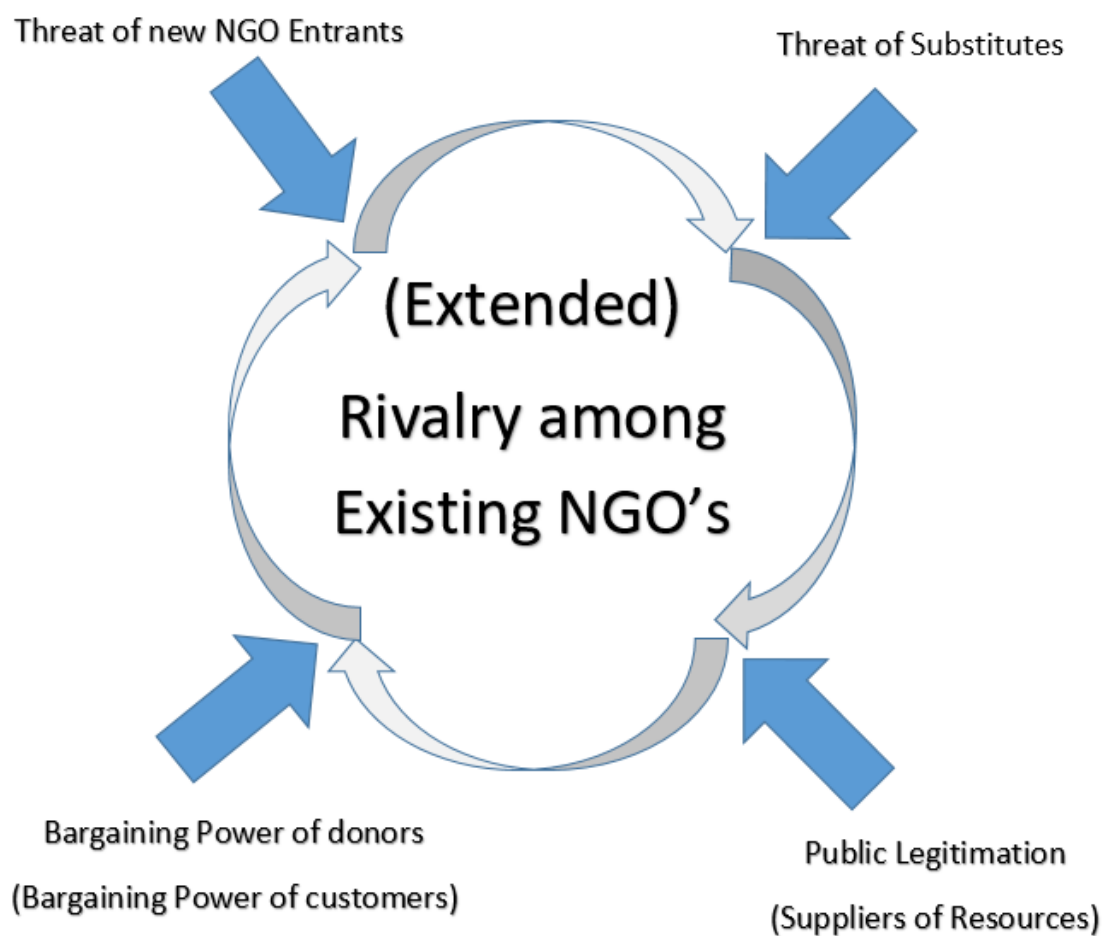 Threat of new NGO Entrants
Threat of Substitutes
(Extended)
Rivalry among
Existing NGO's
Bargaining Power of donors
(Bargaining Power of customers)
Public Legitimation
(Suppliers of Resources)